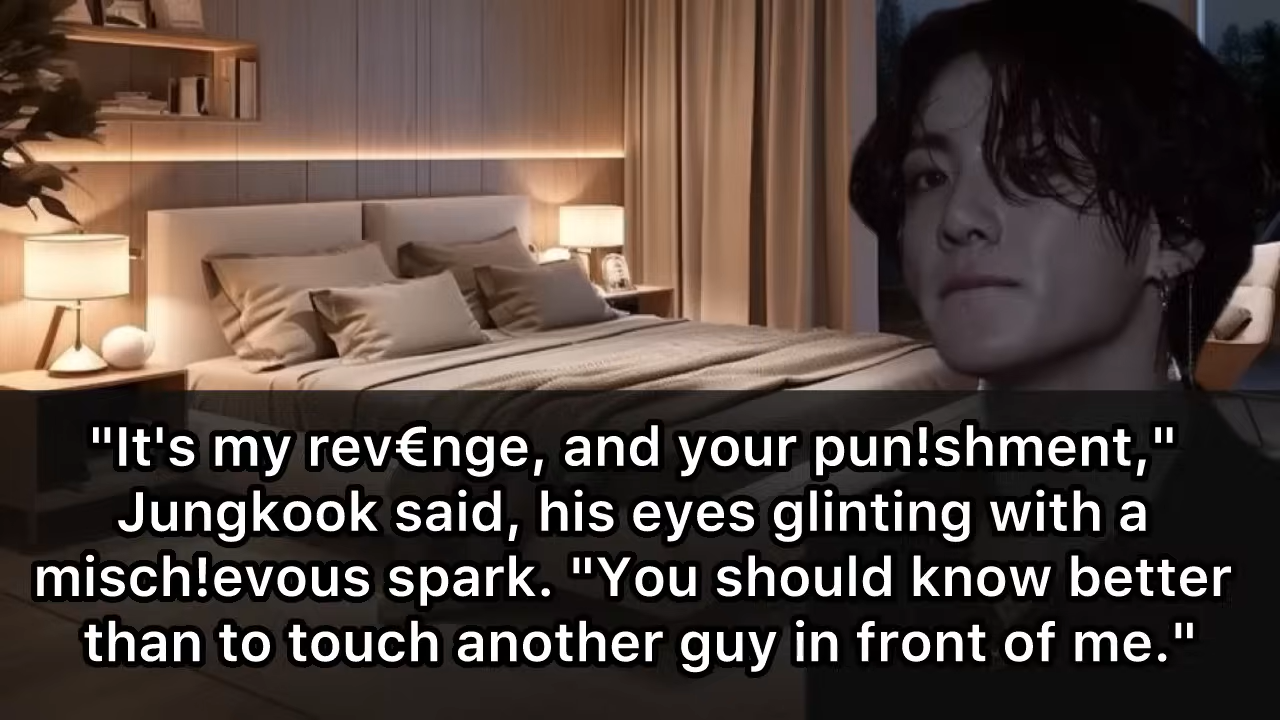 "It's my rev€nge, and your pun!shment,"
Jungkook said, his eyes glinting with a
misch!evous spark. "You should know better
than to touch another guy in front of me."